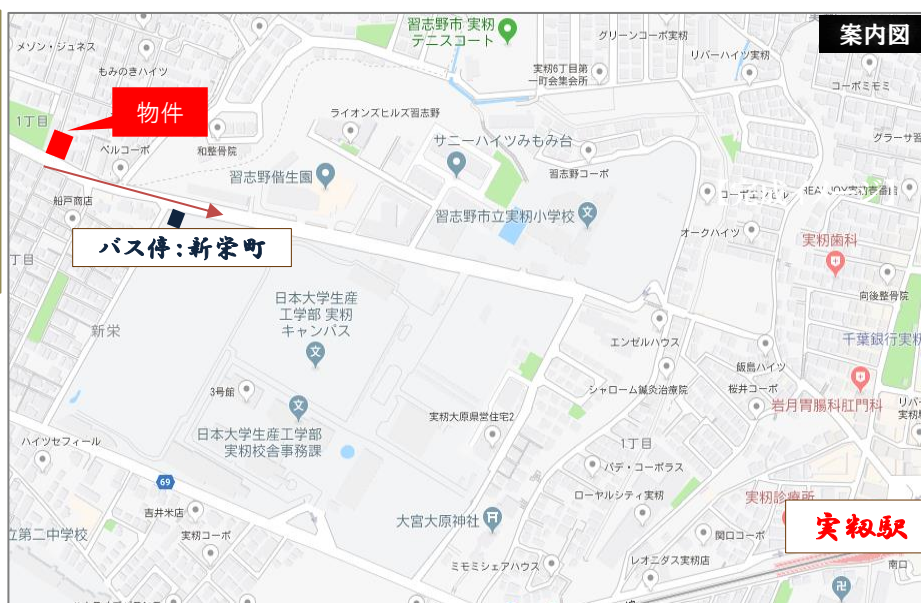 習志野市 実籾
テニスコート
グリーンコーポ実籾
案内図
メゾン・ジュネス
リバーハイツ実籾
もみのきハイツ
実籾6丁目第
一町会集会所
コーポミモミ
物件
1丁目
ライオンズヒルズ習志野
ベルコーポ
和整骨院
サニーハイツみもみ台
グラーサ習
習志野偕生園
習志野コーポ
船戸商店
習志野市立実籾小学校
オークハイツ
実籾歯科
バス停:新栄町
丁目
向後整骨院
日本大学生産
工学部 実籾
キャンパス
新栄
エンゼルハウス
千葉銀行実籾
飯島ハイツ
3号館
シャローム鍼灸治療院
桜井コーポ
岩月胃腸科肛門科
リバ
実籾
実籾大原県営住宅2
日本大学生産工学部
実籾校舎事務課
ハイツセフィール
1丁目
パデ・コーポラス
69
ローヤルシティ実籾
実籾診療所
吉井米店
大宮大原神社
実籾駅
立第二中学校
実籾コーポ
関口コーポ
ミモミシェアハウス
レオニダス実籾店
南口